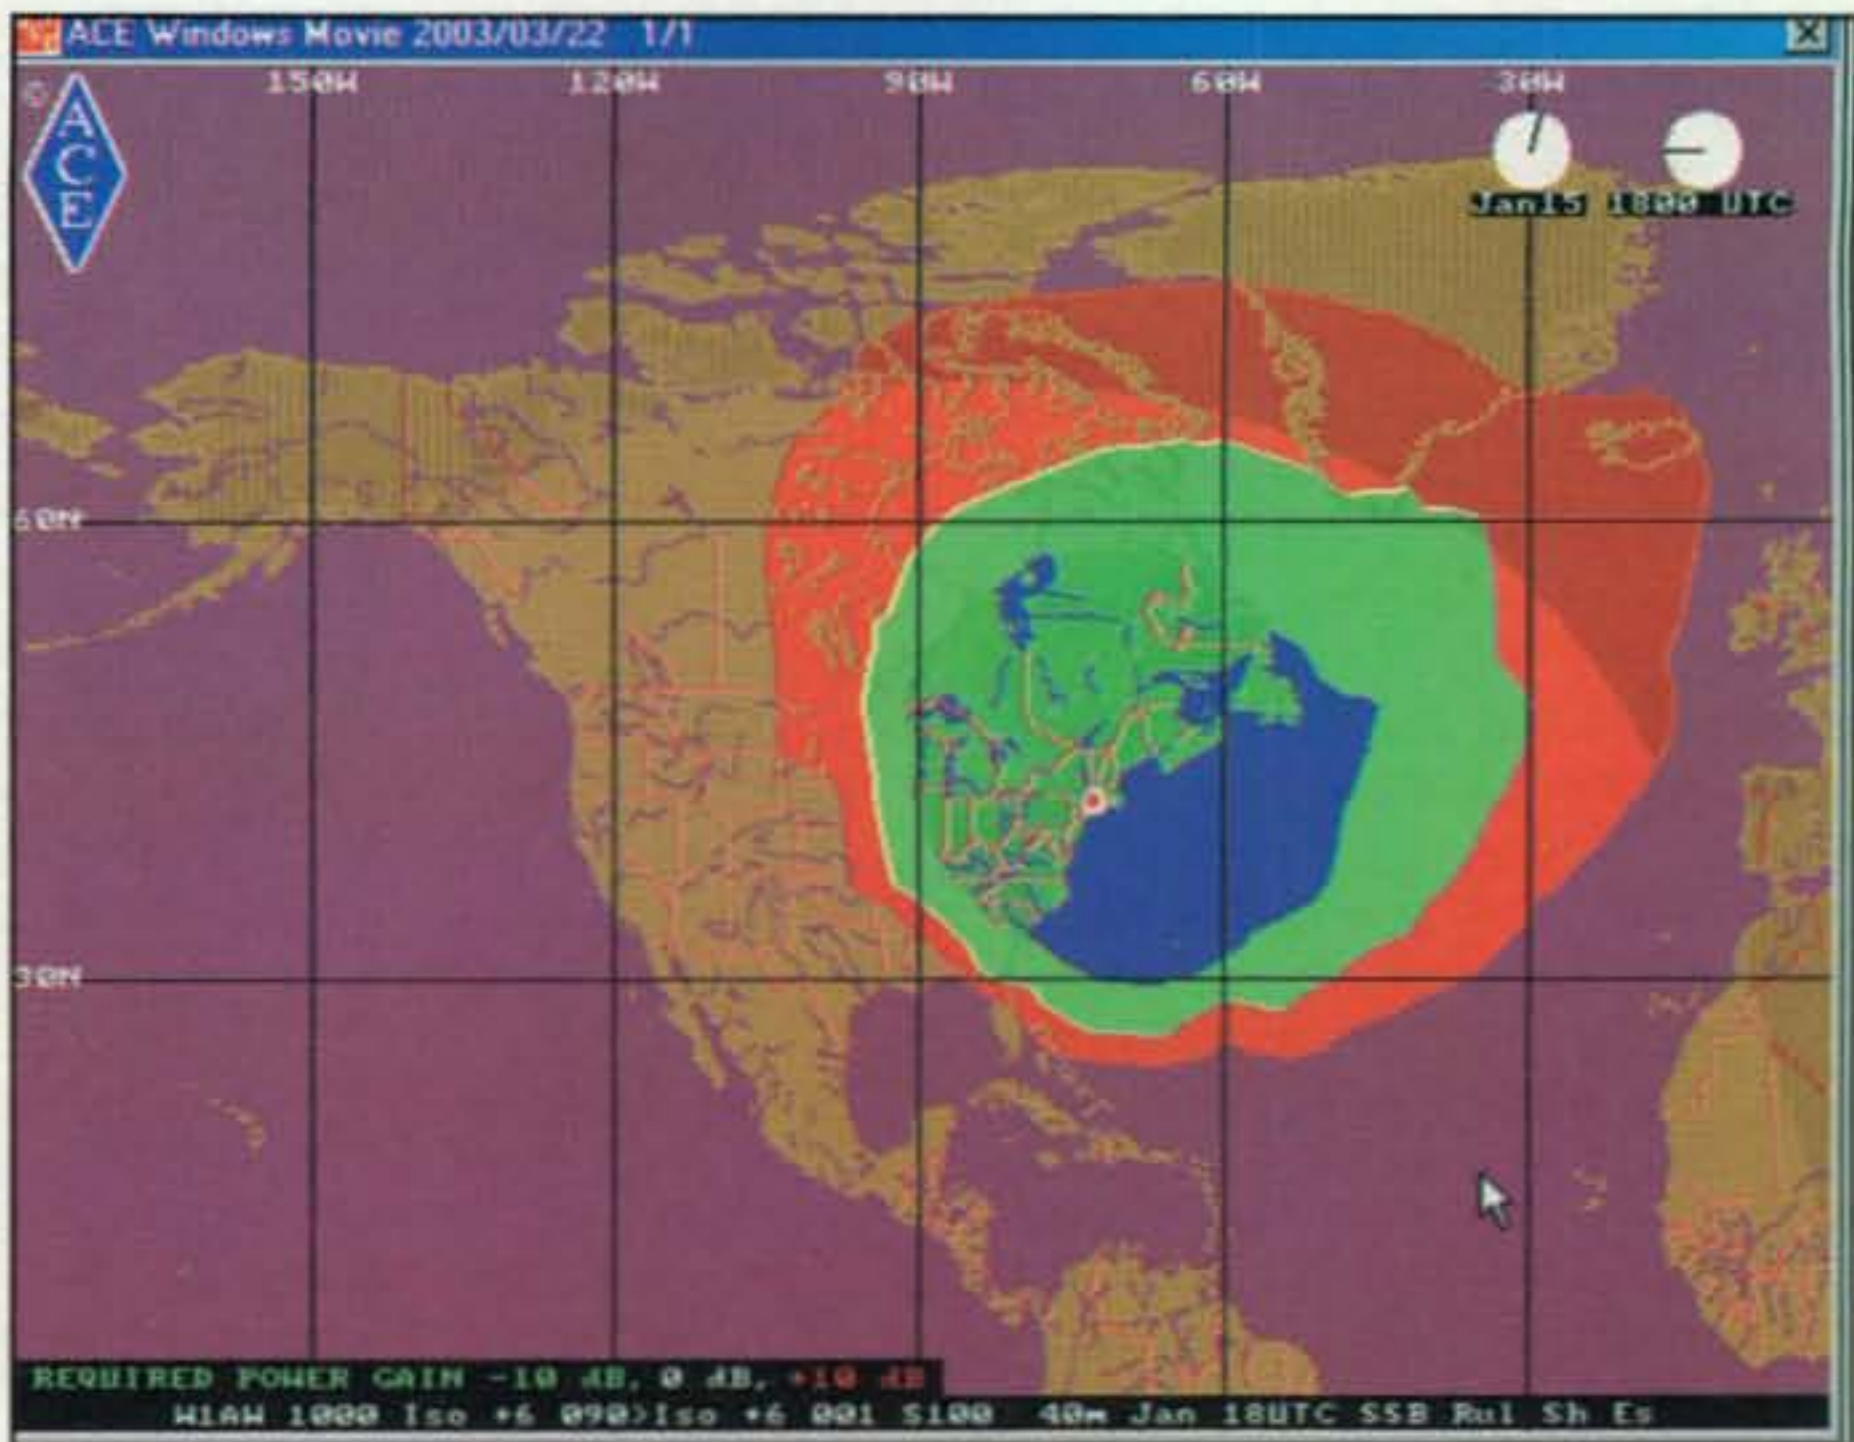 ACE Windows Movie 2003/03/22 1/1
©
ACE
150W 120W 90W 60W 30W
Jan15 1800 UTC
60N
30N
REQUIRED POWER GAIN -10 dB, 0 dB, +10 dB
W1AW 1000 Iso +6 090>Iso +6 001 S100 40m Jan 18UTC SSB Rul Sh Es